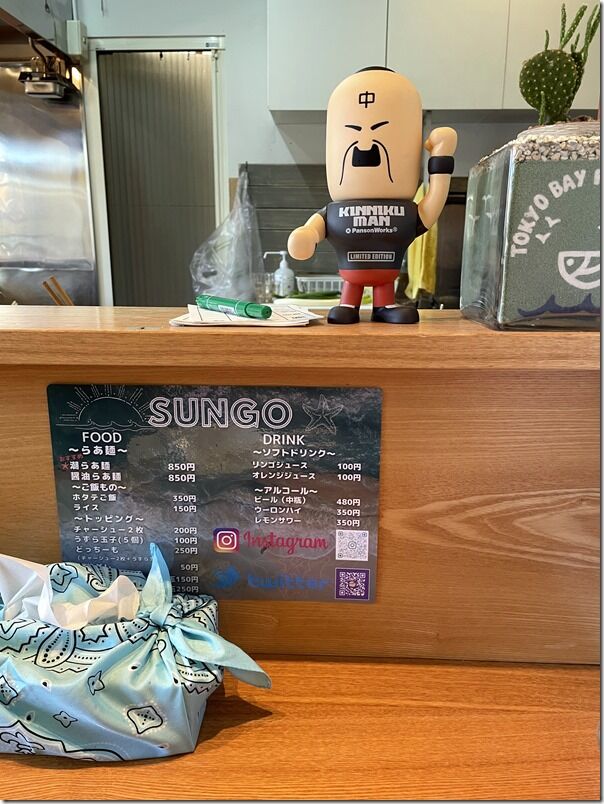 中
KINNIKU
MAN
PansonWorks®
LIMITED EDITION
TOKYO BAY
SUNGO
FOOD
〜らあ麺〜
おすすめ
潮らあ麺 850円
醤油らあ麺 850円
〜ご飯もの〜
ホタテご飯 350円
ライス 150円
〜トッピング〜
チャーシュー2枚 200円
うずら玉子(5個) 100円
どっちーも 250円
50円
150円
250円
DRINK
〜ソフトドリンク〜
リンゴジュース 100円
オレンジジュース 100円
〜アルコール〜
ビール(中瓶) 480円
ウーロンハイ 350円
レモンサワー 350円
Instagram
twitter